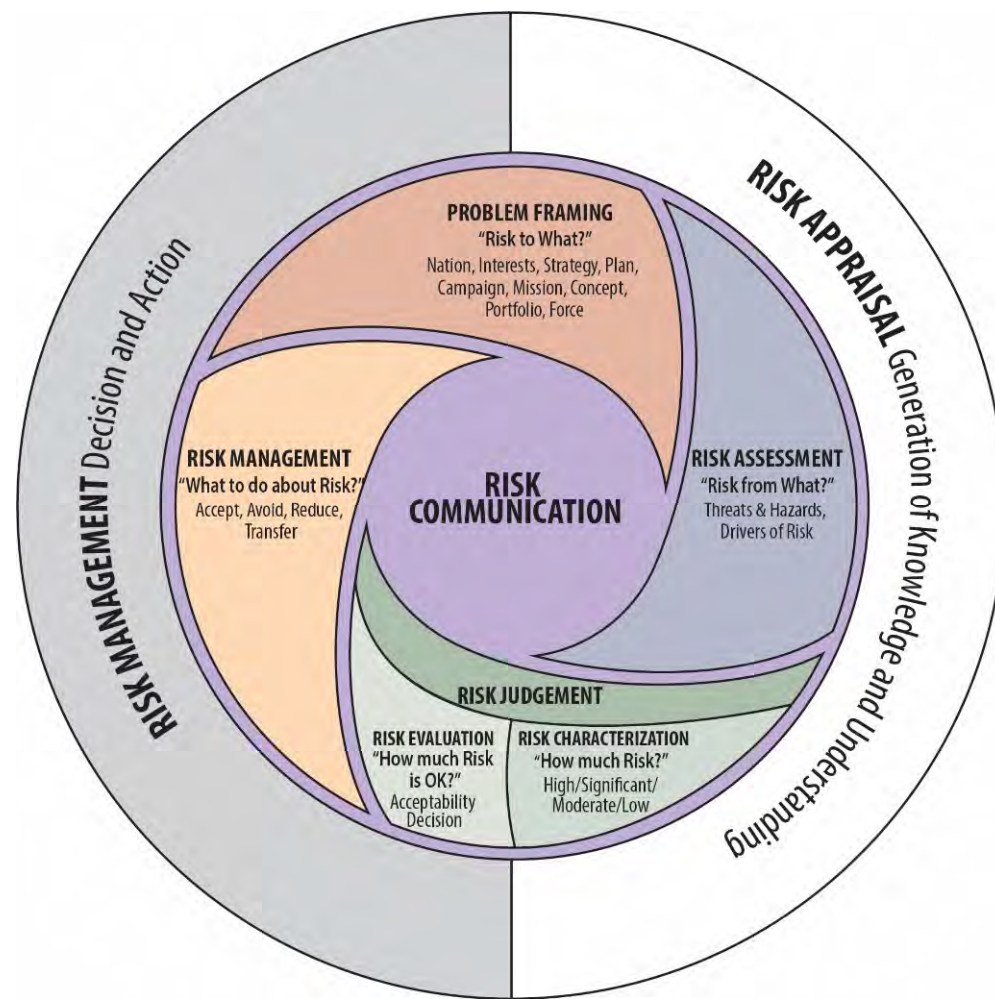 RISK MANAGEMENT Decision and Action
RISK APPRAISAL Generation of Knowledge and Understanding
PROBLEM FRAMING
“Risk to What?”
Nation, Interests, Strategy, Plan,
Campaign, Mission, Concept,
Portfolio, Force
RISK ASSESSMENT
“Risk from What?”
Threats & Hazards,
Drivers of Risk
RISK MANAGEMENT
“What to do about Risk?”
Accept, Avoid, Reduce,
Transfer
RISK
COMMUNICATION
RISK JUDGEMENT
RISK EVALUATION
“How much Risk
is OK?”
Acceptability
Decision
RISK CHARACTERIZATION
“How much Risk?”
High/Significant/
Moderate/Low